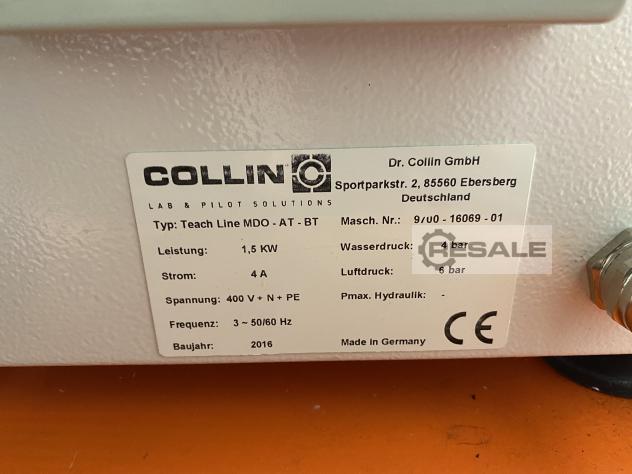 COLLIN
LAB & PILOT SOLUTIONS
Dr. Collin GmbH
Sportparkstr. 2, 85560 Ebersberg
Deutschland
Typ: Teach Line MDO - AT - BT
Masch. Nr.: 9700 - 16069 - 01
Leistung: 1,5 KW
Wasserdruck: 4 bar
Strom: 4 A
Luftdruck: 6 bar
Spannung: 400 V + N + PE
Pmax. Hydraulik: -
Frequenz: 3 ~ 50/60 Hz
Baujahr: 2016
Made in Germany
CE
RESALE